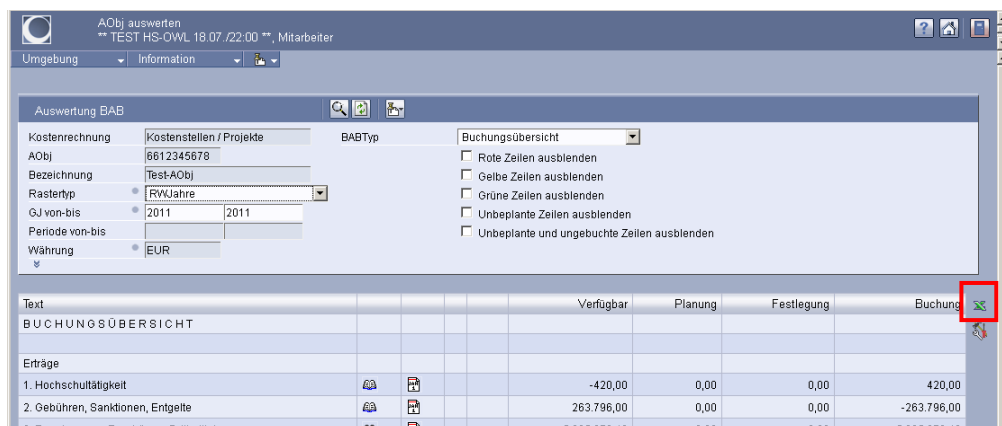 AObj auswerten
** TEST HS-OWL 18.07./22:00 **, Mitarbeiter
Umgebung Information
Auswertung BAB
Kostenrechnung Kostenstellen / Projekte BABTyp Buchungsübersicht
AObj 6612345678 Rote Zeilen ausblenden
Bezeichnung Test-AObj Gelbe Zeilen ausblenden
Rastertyp RWJahre Grüne Zeilen ausblenden
GJ von-bis 2011 2011 Unbeplante Zeilen ausblenden
Periode von-bis Unbeplante und ungebuchte Zeilen ausblenden
Währung EUR
Text Verfügbar Planung Festlegung Buchung
BUCHUNGSÜBERSICHT
Erträge
1. Hochschultätigkeit -420,00 0,00 0,00 420,00
2. Gebühren, Sanktionen, Entgelte 263.796,00 0,00 0,00 -263.796,00